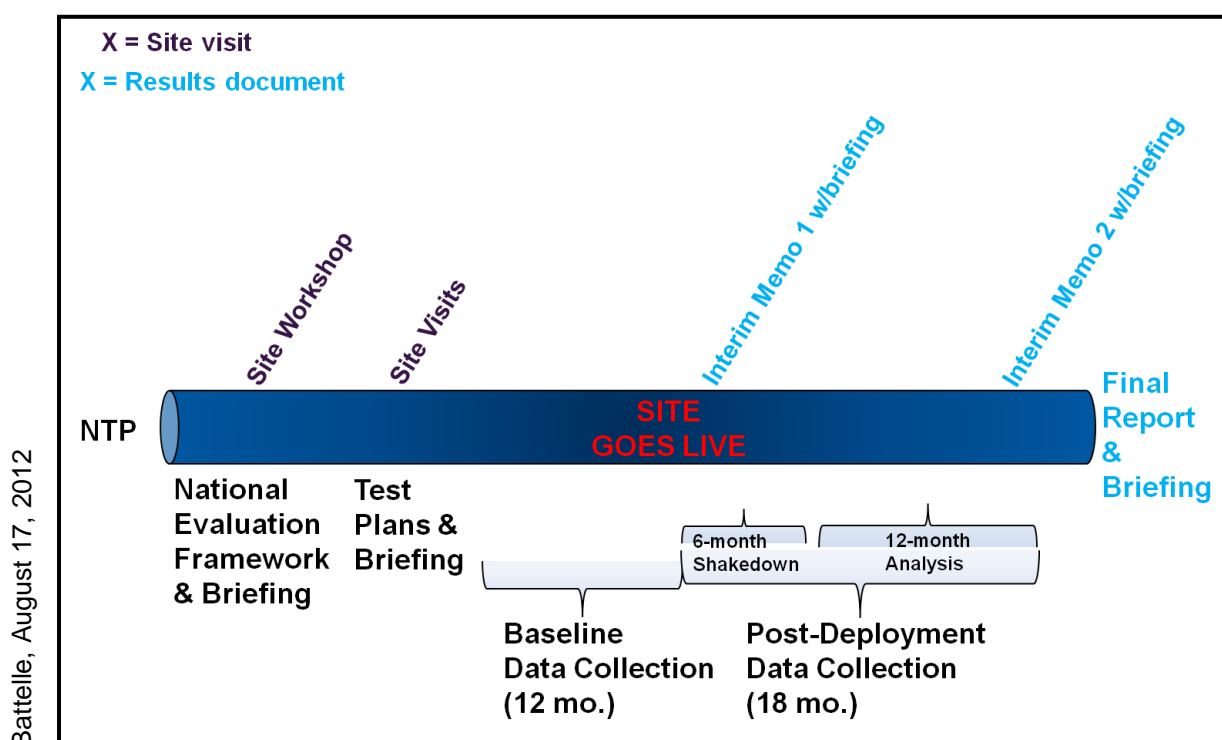 X = Site visit
X = Results document
Site Workshop
Site Visits
Interim Memo 1 w/briefing
Interim Memo 2 w/briefing
NTP
SITE
GOES LIVE
Final
Report
&
Briefing
National
Evaluation
Framework
& Briefing
Test
Plans &
Briefing
6-month
Shakedown
12-month
Analysis
Baseline
Data Collection
(12 mo.)
Post-Deployment
Data Collection
(18 mo.)
Battelle, August 17, 2012